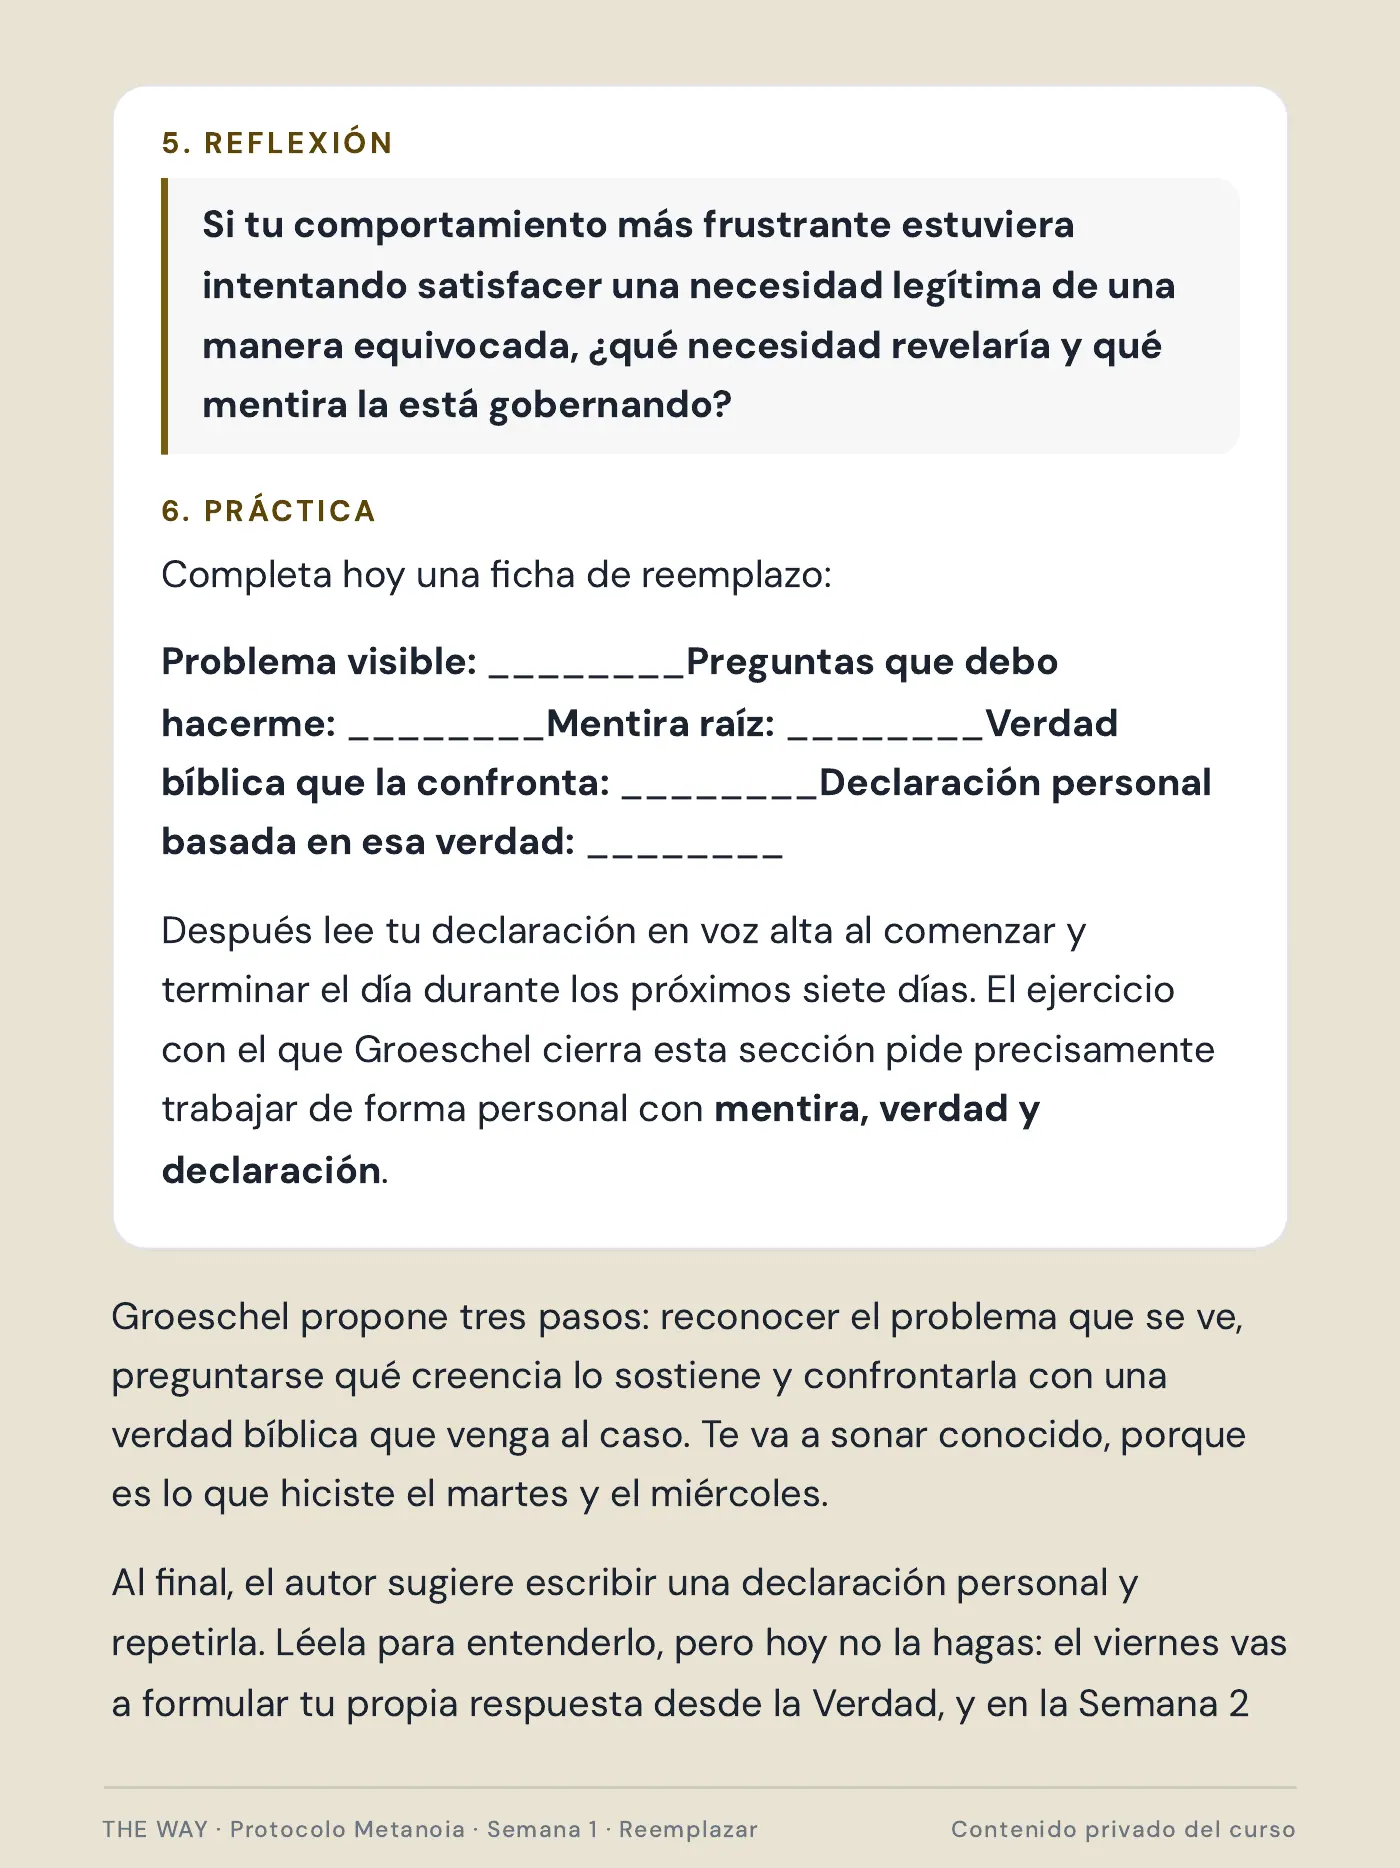 5. REFLEXIÓN
Si tu comportamiento más frustrante estuviera
intentando satisfacer una necesidad legítima de una
manera equivocada, ¿qué necesidad revelaría y qué
mentira la está gobernando?
6. PRÁCTICA
Completa hoy una ficha de reemplazo:
Problema visible: ________Preguntas que debo
hacerme: ________Mentira raíz: ________Verdad
bíblica que la confronta: ________Declaración personal
basada en esa verdad: ________
Después lee tu declaración en voz alta al comenzar y
terminar el día durante los próximos siete días. El ejercicio
con el que Groeschel cierra esta sección pide precisamente
trabajar de forma personal con mentira, verdad y
declaración.
Groeschel propone tres pasos: reconocer el problema que se ve,
preguntarse qué creencia lo sostiene y confrontarla con una
verdad bíblica que venga al caso. Te va a sonar conocido, porque
es lo que hiciste el martes y el miércoles.
Al final, el autor sugiere escribir una declaración personal y
repetirla. Léela para entenderlo, pero hoy no la hagas: el viernes vas
a formular tu propia respuesta desde la Verdad, y en la Semana 2
THE WAY · Protocolo Metanoia · Semana 1 · Reemplazar
Contenido privado del curso